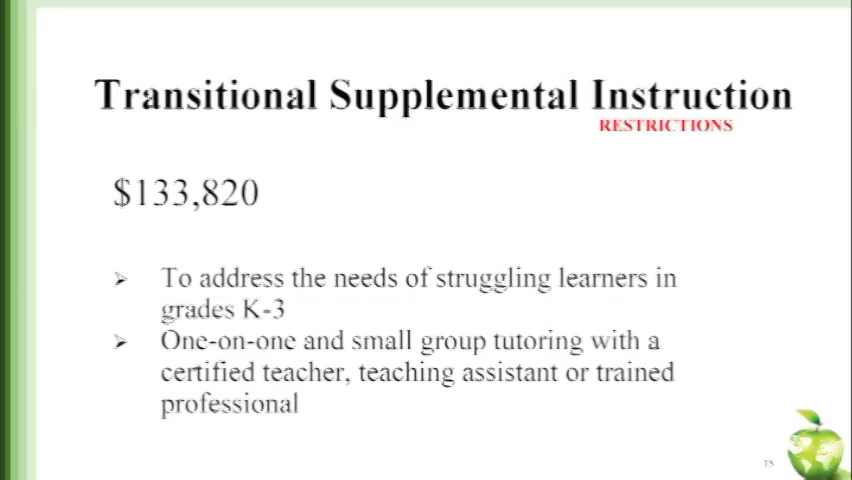 Transitional Supplemental Instruction
RESTRICTIONS
$133,820
To address the needs of struggling learners in
grades K-3
One-on-one and small group tutoring with a
certified teacher, teaching assistant or trained
professional